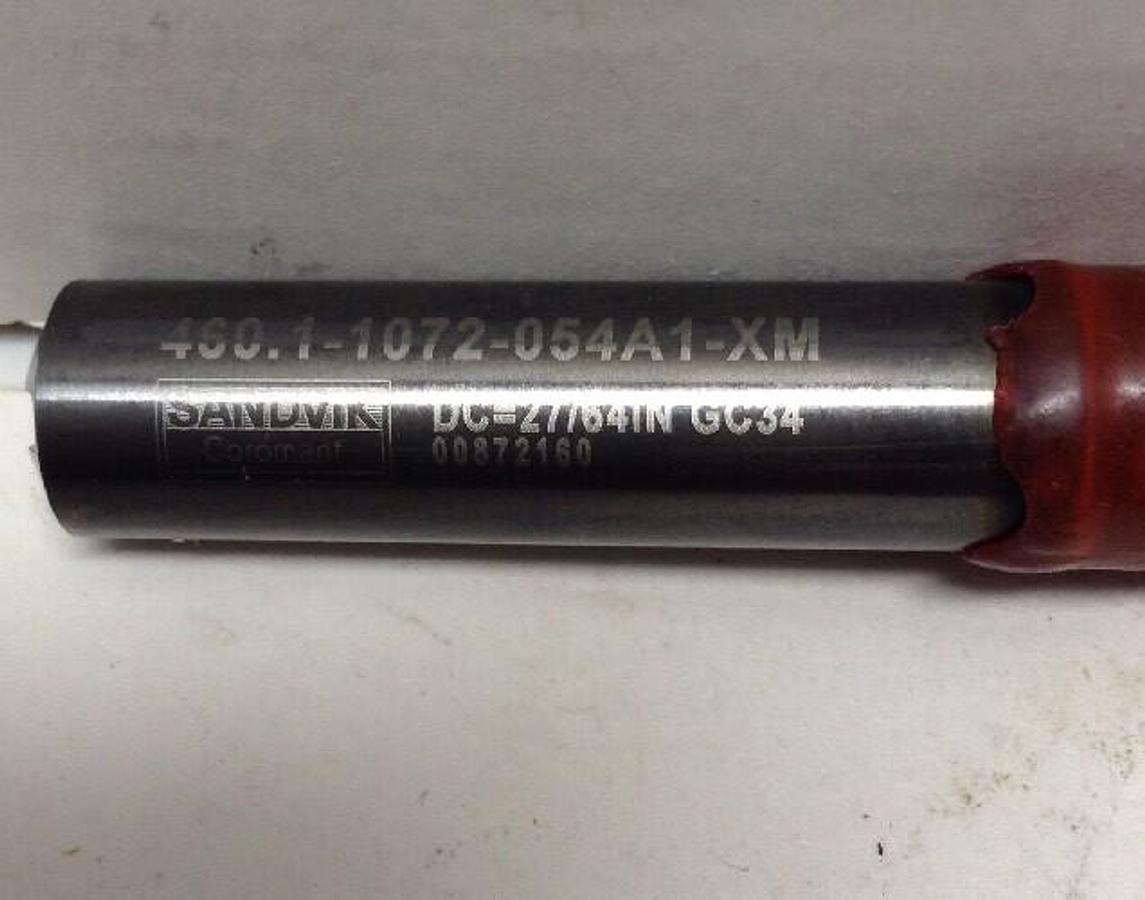 460.1-1072-054A1-XM
SANDVIK
Coromant
DC=27/64IN GC34
00872160